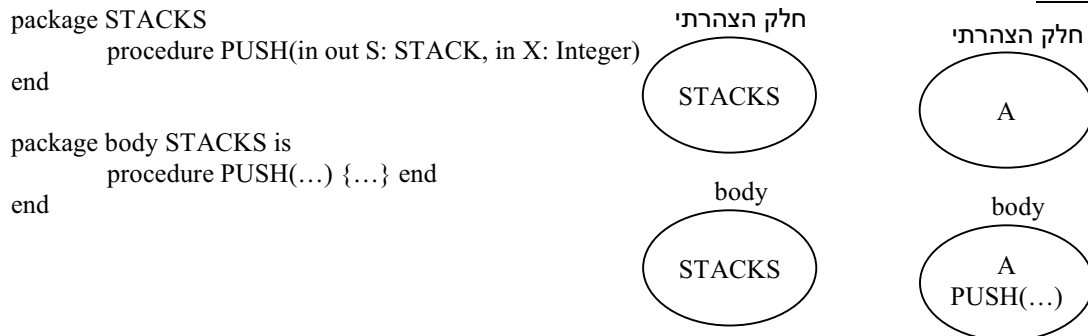 package STACKS
procedure PUSH(in out S: STACK, in X: Integer)
end
package body STACKS is
procedure PUSH(…) {…} end
end
חלק הצהרתי
STACKS
body
STACKS
חלק הצהרתי
A
body
A
PUSH(…)